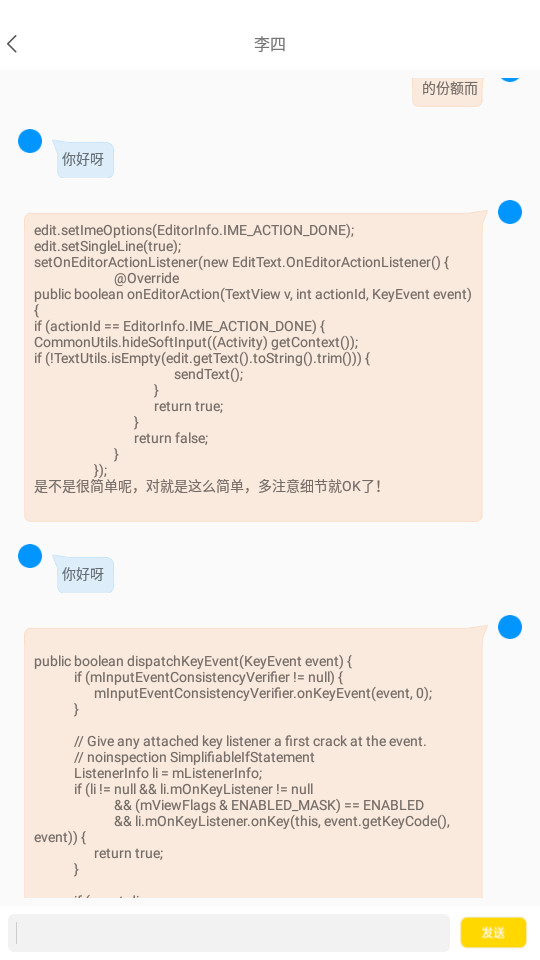 李四
的份额而
你好呀
edit.setImeOptions(EditorInfo.IME_ACTION_DONE);
edit.setSingleLine(true);
setOnEditorActionListener(new EditText.OnEditorActionListener() {
@Override
public boolean onEditorAction(TextView v, int actionId, KeyEvent event)
{
if (actionId == EditorInfo.IME_ACTION_DONE) {
CommonUtils.hideSoftInput((Activity) getContext());
if (!TextUtils.isEmpty(edit.getText().toString().trim())) {
sendText();
}
return true;
}
return false;
}
});
是不是很简单呢，对就是这么简单，多注意细节就OK了！
你好呀
public boolean dispatchKeyEvent(KeyEvent event) {
if (mInputEventConsistencyVerifier != null) {
mInputEventConsistencyVerifier.onKeyEvent(event, 0);
}
// Give any attached key listener a first crack at the event.
// noinspection SimplifiableIfStatement
ListenerInfo li = mListenerInfo;
if (li != null && li.mOnKeyListener != null
&& (mViewFlags & ENABLED_MASK) == ENABLED
&& li.mOnKeyListener.onKey(this, event.getKeyCode(),
event)) {
return true;
}
发送